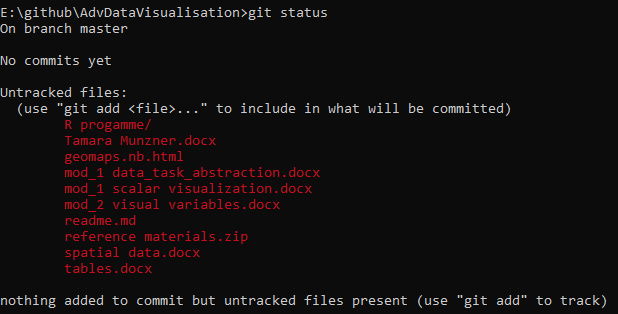 E:\github\AdvDataVisualisation>git status
On branch master
No commits yet
Untracked files:
(use "git add <file>..." to include in what will be committed)
R progamme/
Tamara Munzner.docx
geomaps.nb.html
mod_1 data_task_abstraction.docx
mod_1 scalar visualization.docx
mod_2 visual variables.docx
readme.md
reference materials.zip
spatial data.docx
tables.docx
nothing added to commit but untracked files present (use "git add" to track)